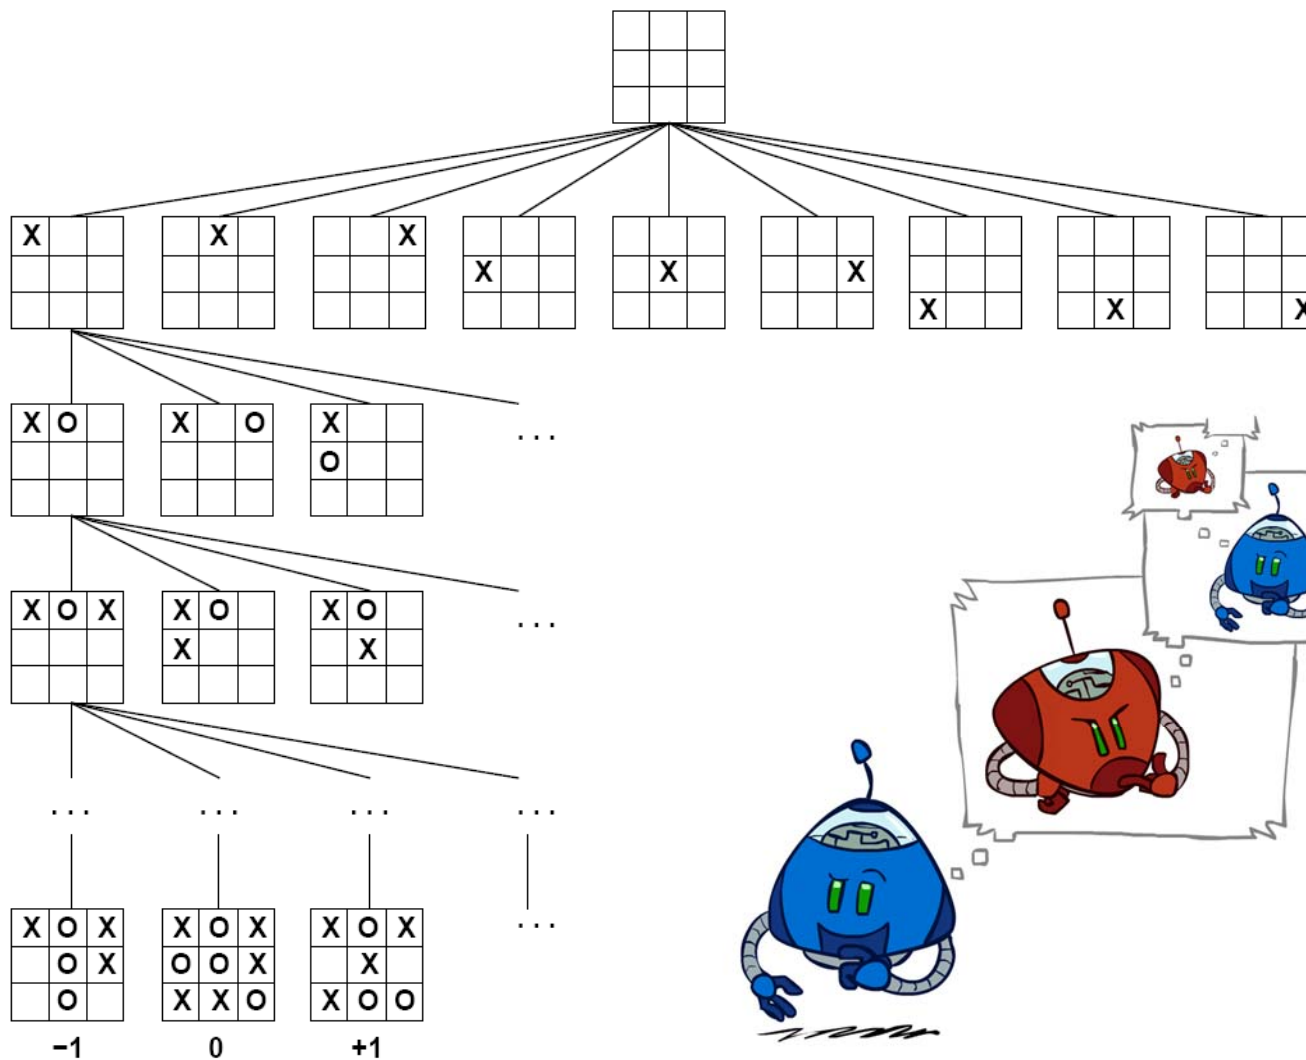 X X X
X X X
X X X
X O X O X
O
. . .
X O X X O X O
X X
. . .
. . . . . . . . . . . .
X O X X O X X O X
O X O O X X
O X X O X O O
. . .
−1 0 +1